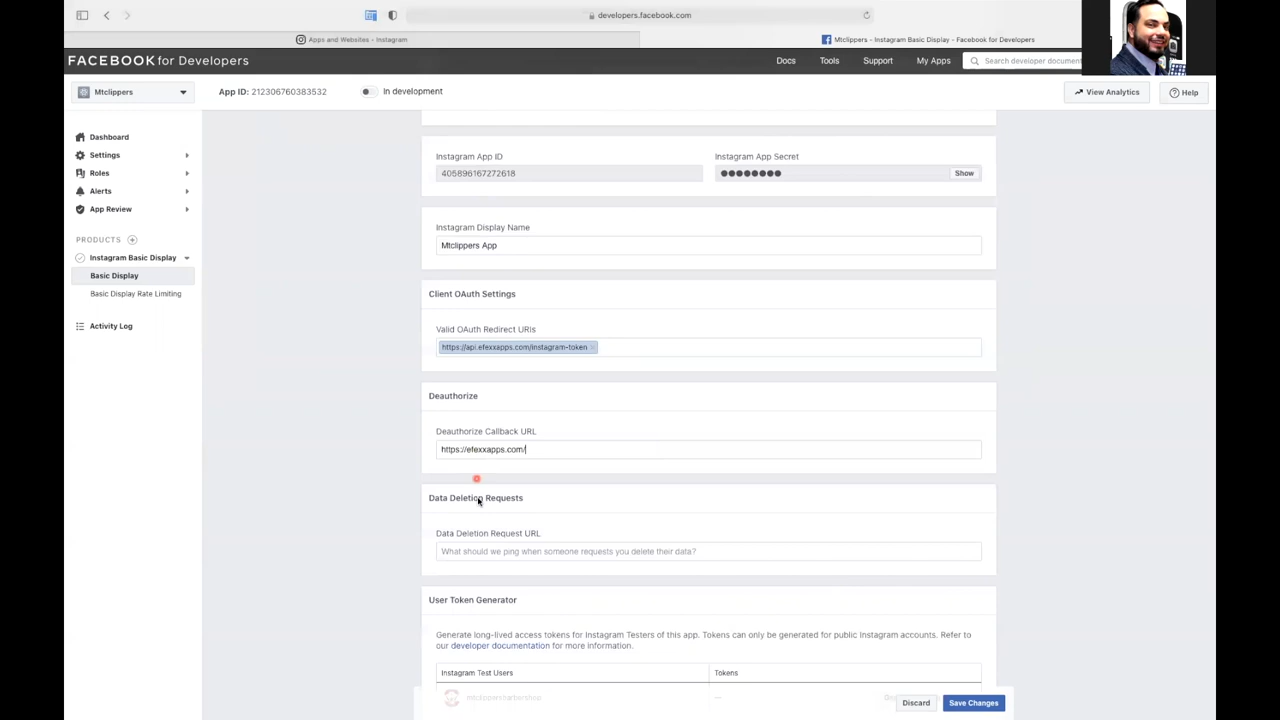 developers.facebook.com
Apps and Websites - Instagram
Mtclippers - Instagram Basic Display - Facebook for Developers
FACEBOOK for Developers
Docs
Tools
Support
My Apps
Search developer documen
Mtclippers
App ID: 212306760383532
In development
View Analytics
Help
Dashboard
Settings
Roles
Alerts
App Review
PRODUCTS
Instagram Basic Display
Basic Display
Basic Display Rate Limiting
Activity Log
Instagram App ID
405896167272618
Instagram App Secret
●●●●●●●●
Show
Instagram Display Name
Mtclippers App
Client OAuth Settings
Valid OAuth Redirect URIs
https://api.efexxapps.com/instagram-token ×
Deauthorize
Deauthorize Callback URL
https://efexxapps.com/
Data Deletion Requests
Data Deletion Request URL
What should we ping when someone requests you delete their data?
User Token Generator
Generate long-lived access tokens for Instagram Testers of this app. Tokens can only be generated for public Instagram accounts. Refer to
our developer documentation for more information.
Instagram Test Users
Tokens
Discard
Save Changes